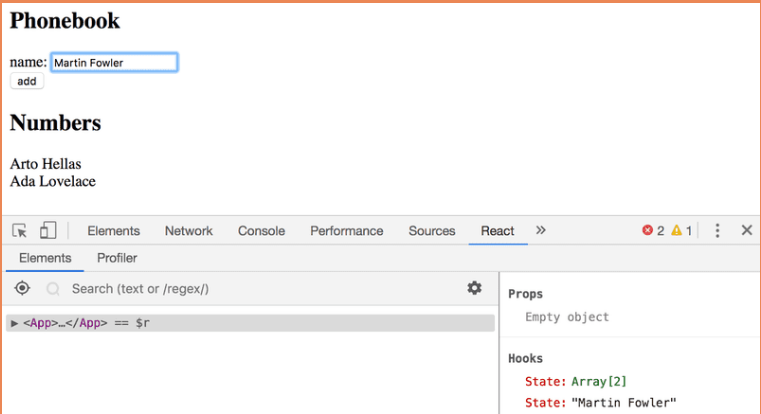 Phonebook
name: Martin Fowler
add
Numbers
Arto Hellas
Ada Lovelace
Elements Network Console Performance Sources React » 2 1
Elements Profiler
Search (text or /regex/)
▶ <App>…</App> == $r
Props
Empty object
Hooks
State: Array[2]
State: "Martin Fowler"